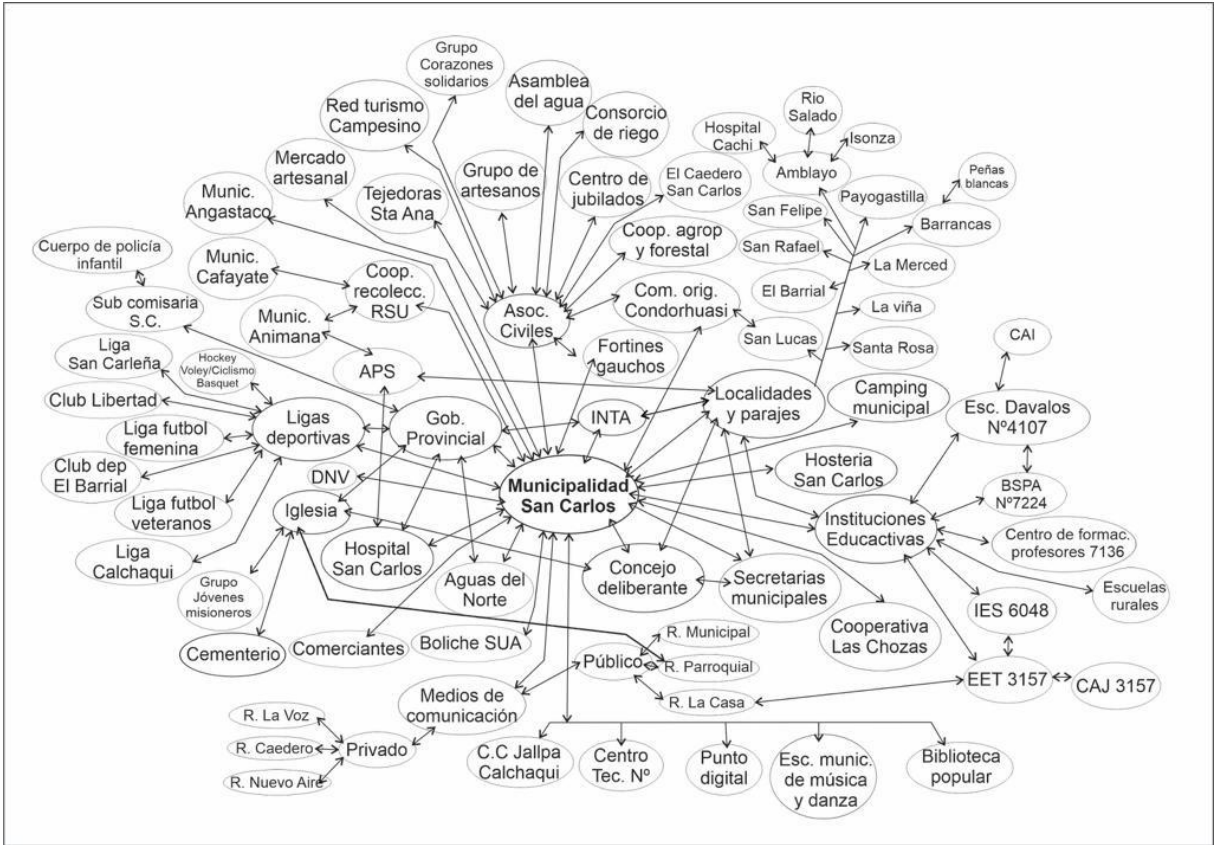 Grupo
Corazones
solidarios
Asamblea
del agua
Red turismo
Campesino
Consorcio
de riego
Rio
Salado
Hospital
Cachi
Isonza
Mercado
artesanal
Grupo de
artesanos
Centro de
jubilados
El Caedero
San Carlos
Amblayo
Peñas
blancas
Munic.
Angastaco
Tejedoras
Sta Ana
Payogastilla
San Felipe
Barrancas
Cuerpo de policía
infantil
Munic.
Cafayate
Coop.
recolecc.
RSU
Coop. agrop
y forestal
San Rafael
La Merced
Sub comisaria
S.C.
Munic.
Animana
Asoc.
Civiles
Com. orig.
Condorhuasi
El Barrial
La viña
Liga
San Carleña
Hockey
Voley/Ciclismo
Basquet
APS
Fortines
gauchos
San Lucas
Santa Rosa
CAI
Club Libertad
Ligas
deportivas
Gob.
Provincial
INTA
Localidades
y parajes
Camping
municipal
Esc. Davalos
Nº4107
Liga futbol
femenina
Club dep
El Barrial
DNV
Municipalidad
San Carlos
Hosteria
San Carlos
BSPA
Nº7224
Liga futbol
veteranos
Iglesia
Instituciones
Educactivas
Centro de formac.
profesores 7136
Liga
Calchaqui
Hospital
San Carlos
Aguas del
Norte
Concejo
deliberante
Secretarias
municipales
Escuelas
rurales
Grupo
Jóvenes
misioneros
IES 6048
Cementerio
Comerciantes
Boliche SUA
Público
R. Municipal
R. Parroquial
R. La Casa
Cooperativa
Las Chozas
EET 3157
CAJ 3157
Medios de
comunicación
R. La Voz
R. Caedero
R. Nuevo Aire
Privado
C.C Jallpa
Calchaqui
Centro
Tec. Nº
Punto
digital
Esc. munic.
de música
y danza
Biblioteca
popular